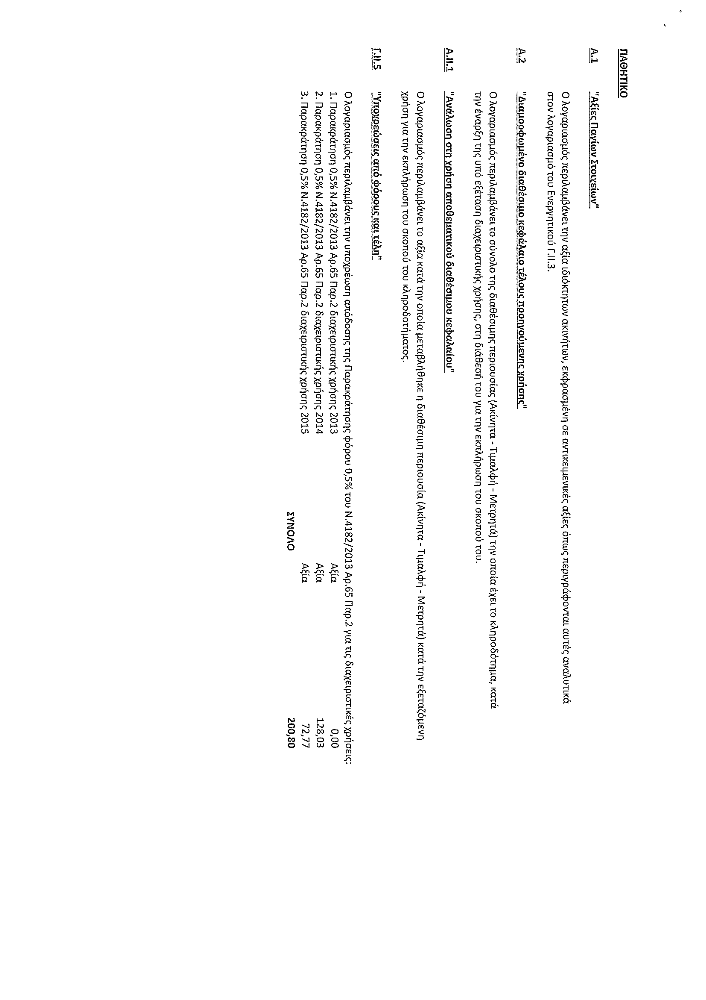 ΠΑΘΗΤΙΚΟ
Α.1 "Αξίες Παγίων Στοιχείων"
Ο λογαριασμός περιλαμβάνει την αξία ιδιόκτητων ακινήτων, εκφρασμένη σε αντικειμενικές αξίες όπως περιγράφονται αυτές αναλυτικά
στον λογαριασμό του Ενεργητικού Γ.ΙΙ.3.
Α.2 "Διαμορφωμένο διαθέσιμο κεφάλαιο τέλους προηγούμενης χρήσης"
Ο λογαριασμός περιλαμβάνει το σύνολο της διαθέσιμης περιουσίας (Ακίνητα - Τιμαλφή - Μετρητά) την οποία έχει το κληροδότημα, κατά
την έναρξη της υπό εξέταση διαχειριστικής χρήσης, στη διάθεσή του για την εκπλήρωση του σκοπού του.
Α.ΙΙ.1 "Ανάλωση στη χρήση αποθεματικού διαθέσιμου κεφαλαίου"
Ο λογαριασμός περιλαμβάνει το αξία κατά την οποία μεταβλήθηκε η διαθέσιμη περιουσία (Ακίνητα - Τιμαλφή - Μετρητά) κατά την εξεταζόμενη
χρήση για την εκπλήρωση του σκοπού του κληροδοτήματος.
Γ.ΙΙ.5 "Υποχρεώσεις από φόρους και τέλη"
Ο λογαριασμός περιλαμβάνει την υποχρέωση απόδοσης της Παρακράτησης φόρου 0,5% του Ν.4182/2013 Αρ.65 Παρ.2 για τις διαχειριστικές χρήσεις:
1. Παρακράτηση 0,5% Ν.4182/2013 Αρ.65 Παρ.2 διαχειριστικής χρήσης 2013 Αξία 0,00
2. Παρακράτηση 0,5% Ν.4182/2013 Αρ.65 Παρ.2 διαχειριστικής χρήσης 2014 Αξία 128,03
3. Παρακράτηση 0,5% Ν.4182/2013 Αρ.65 Παρ.2 διαχειριστικής χρήσης 2015 Αξία 72,77
ΣΥΝΟΛΟ 200,80